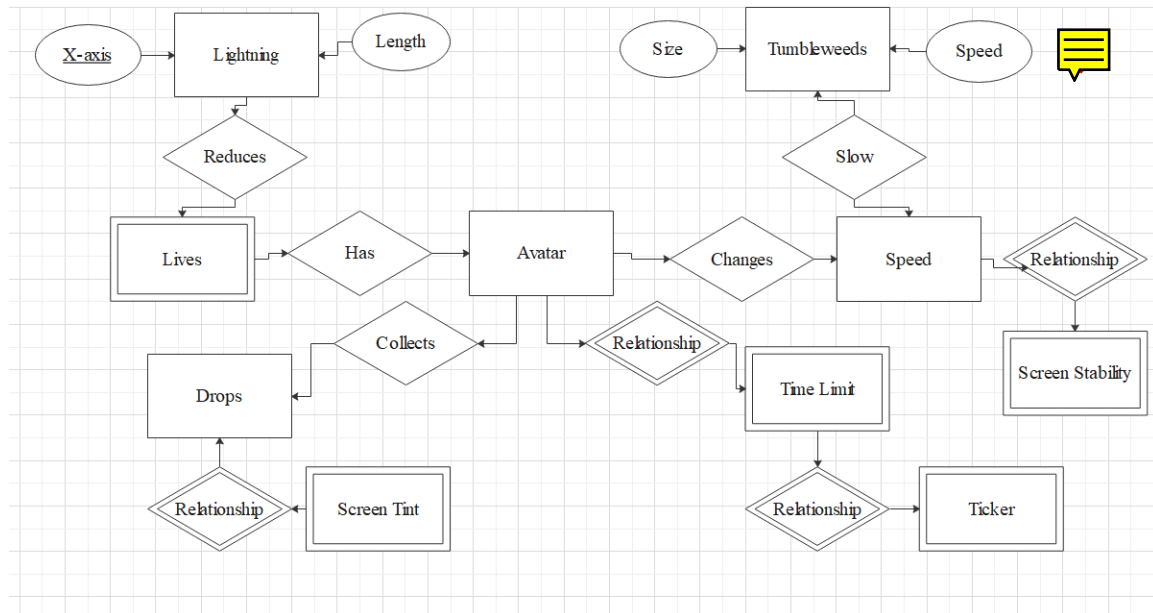 X-axis
Lightning
Length
Size
Tumbleweeds
Speed
Reduces
Slow
Lives
Has
Avatar
Changes
Speed
Relationship
Collects
Relationship
Drops
Time Limit
Screen Stability
Relationship
Screen Tint
Relationship
Ticker